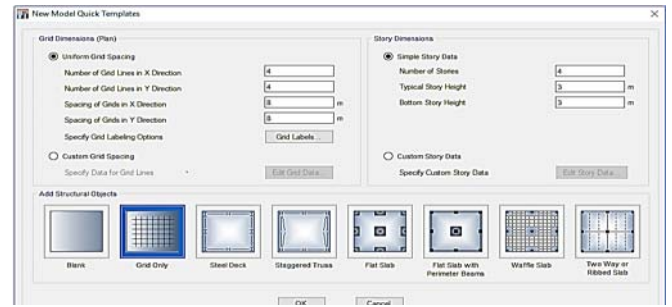 New Model Quick Templates
Grid Dimensions (Plan)
Uniform Grid Spacing
Number of Grid Lines in X Direction 4
Number of Grid Lines in Y Direction 4
Spacing of Grids in X Direction 8 m
Spacing of Grids in Y Direction 8 m
Specify Grid Labeling Options Grid Labels ...
Custom Grid Spacing
Specify Data for Grid Lines Edit Grid Data...
Story Dimensions
Simple Story Data
Number of Stories 4
Typical Story Height 3 m
Bottom Story Height 3 m
Custom Story Data
Specify Custom Story Data Edit Story Data...
Add Structural Objects
Blank
Grid Only
Steel Deck
Staggered Truss
Flat Slab
Flat Slab with
Perimeter Beams
Waffle Slab
Two Way or
Ribbed Slab
OK Cancel